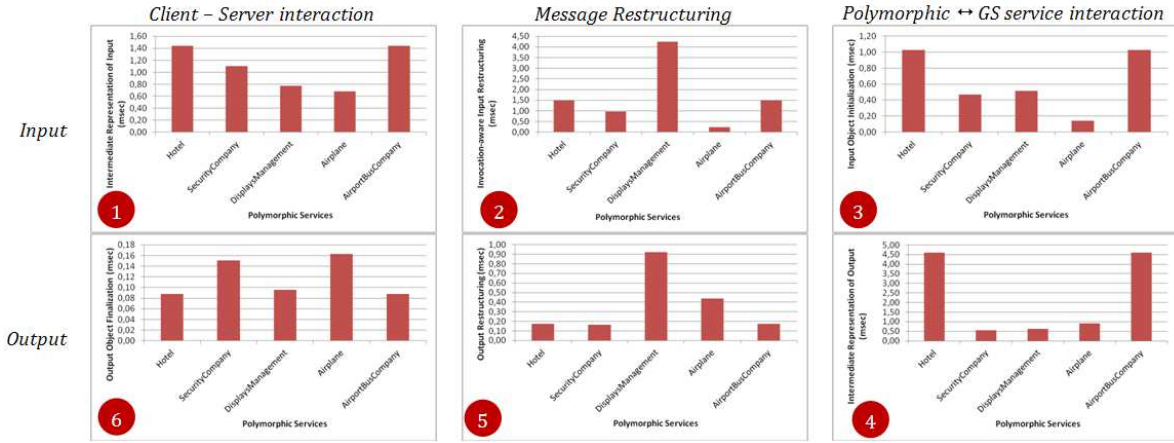 Client – Server interaction
Message Restructuring
Polymorphic ↔ GS service interaction
Input
Output
Intermediate Representation of Input
(msec)
1,60
1,40
1,20
1,00
0,80
0,60
0,40
0,20
0,00
Hotel
SecurityCompany
DisplaysManagement
Airplane
AirportBusCompany
Polymorphic Services
1
Invocation-aware Input Restructuring
(msec)
4,50
4,00
3,50
3,00
2,50
2,00
1,50
1,00
0,50
0,00
Hotel
SecurityCompany
DisplaysManagement
Airplane
AirportBusCompany
Polymorphic Services
2
Input Object Initialization (msec)
1,20
1,00
0,80
0,60
0,40
0,20
0,00
Hotel
SecurityCompany
DisplaysManagement
Airplane
AirportBusCompany
Polymorphic Services
3
Output Object Finalization (msec)
0,18
0,16
0,14
0,12
0,10
0,08
0,06
0,04
0,02
0,00
Hotel
SecurityCompany
DisplaysManagement
Airplane
AirportBusCompany
Polymorphic Services
6
Output Restructuring (msec)
1,00
0,90
0,80
0,70
0,60
0,50
0,40
0,30
0,20
0,10
0,00
Hotel
SecurityCompany
DisplaysManagement
Airplane
AirportBusCompany
Polymorphic Services
5
Intermediate Representation of Output
(msec)
5,00
4,50
4,00
3,50
3,00
2,50
2,00
1,50
1,00
0,50
0,00
Hotel
SecurityCompany
DisplaysManagement
Airplane
AirportBusCompany
Polymorphic Services
4